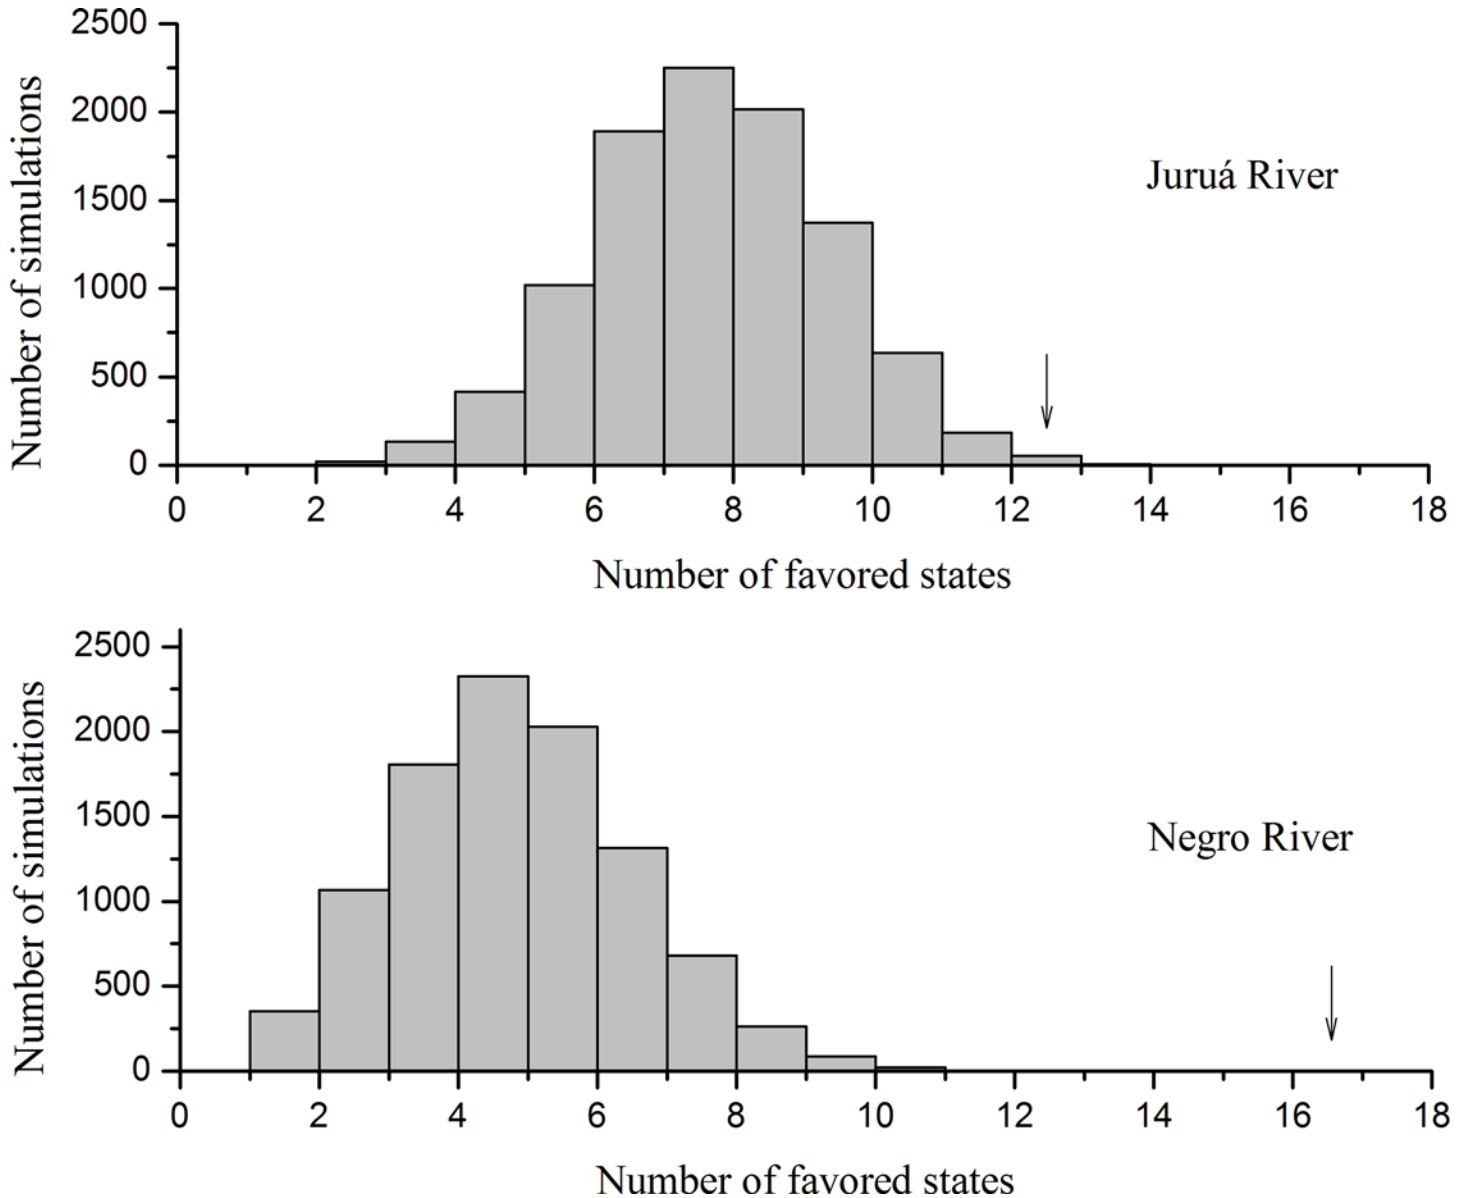 2500
2000
1500
1000
500
0
Number of simulations
Juruá River
0 2 4 6 8 10 12 14 16 18
Number of favored states
2500
2000
1500
1000
500
0
Number of simulations
Negro River
0 2 4 6 8 10 12 14 16 18
Number of favored states